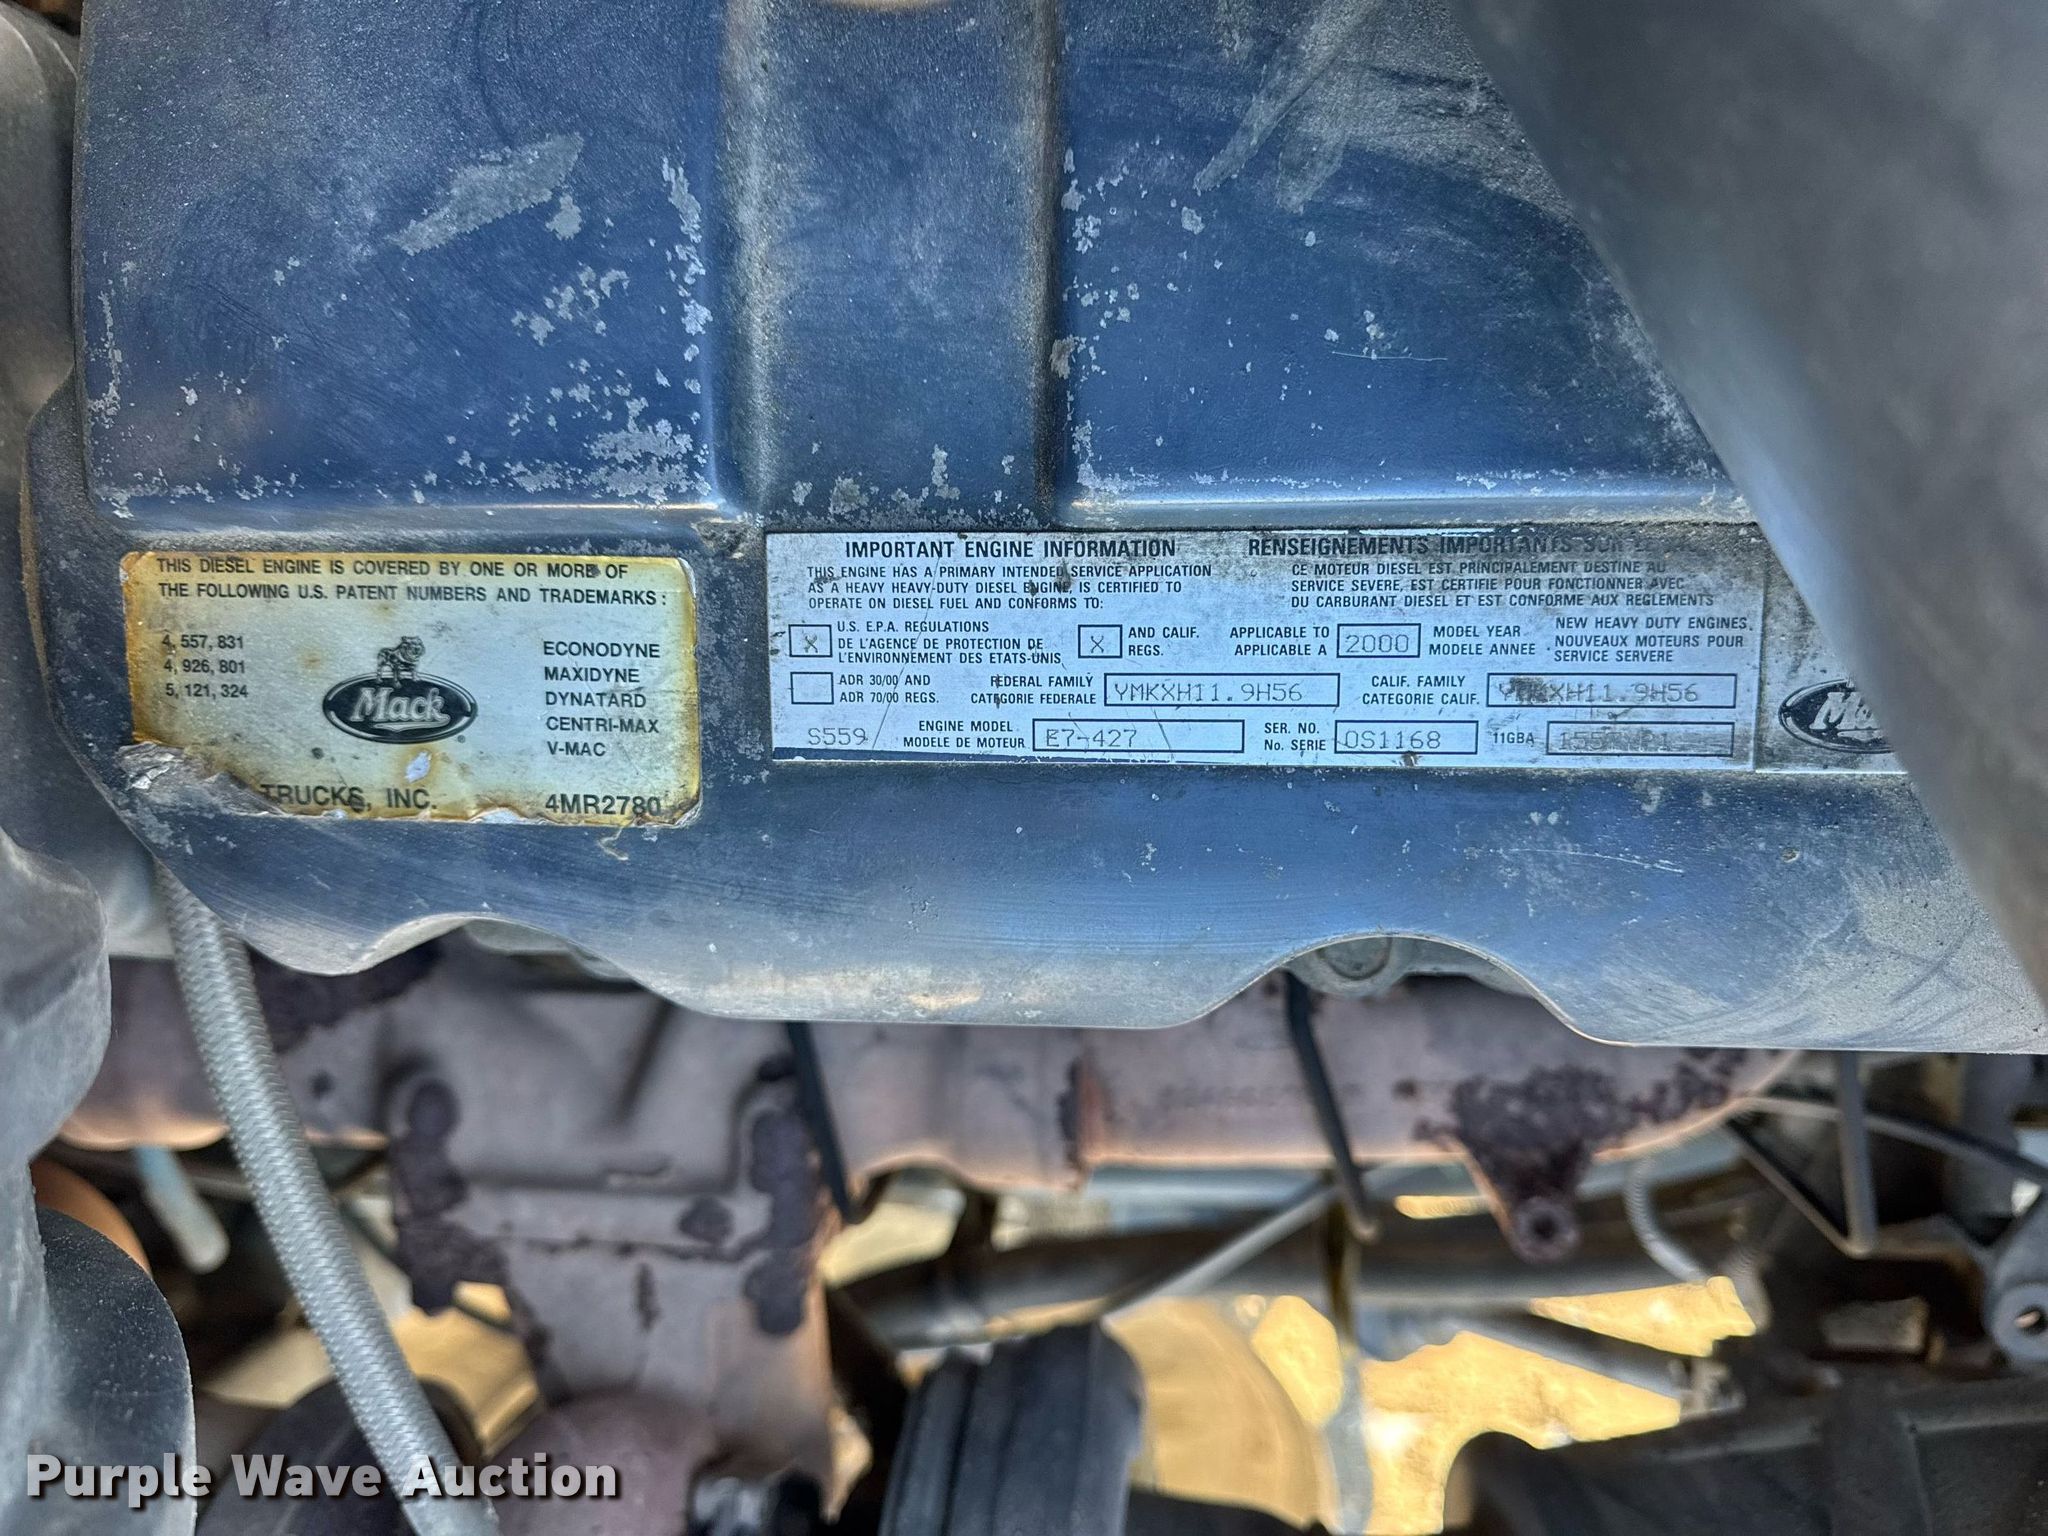 THIS DIESEL ENGINE IS COVERED BY ONE OR MORE OF
THE FOLLOWING U.S. PATENT NUMBERS AND TRADEMARKS:
4,557,831
4,926,801
5,121,324
Mack
ECONODYNE
MAXIDYNE
DYNATARD
CENTRI-MAX
V-MAC
TRUCKS, INC.
4MR2780
IMPORTANT ENGINE INFORMATION
THIS ENGINE HAS A PRIMARY INTENDED SERVICE APPLICATION
AS A HEAVY HEAVY-DUTY DIESEL ENGINE, IS CERTIFIED TO
OPERATE ON DIESEL FUEL AND CONFORMS TO:
RENSEIGNEMENTS IMPORTANTS SUR LE
CE MOTEUR DIESEL EST PRINCIPALEMENT DESTINE AU
SERVICE SEVERE, EST CERTIFIE POUR FONCTIONNER AVEC
DU CARBURANT DIESEL ET EST CONFORME AUX REGLEMENTS
X
U.S. E.P.A. REGULATIONS
DE L'AGENCE DE PROTECTION DE
L'ENVIRONNEMENT DES ETATS-UNIS
X
AND CALIF.
REGS.
APPLICABLE TO
APPLICABLE A
2000
MODEL YEAR
MODELE ANNEE
NEW HEAVY DUTY ENGINES.
NOUVEAUX MOTEURS POUR
SERVICE SERVERE
ADR 30/00 AND
ADR 70/00 REGS.
FEDERAL FAMILY
CATEGORIE FEDERALE
YMKXH11.9H56
CALIF. FAMILY
CATEGORIE CALIF.
YMKXH11.9H56
S559
ENGINE MODEL
MODELE DE MOTEUR
E7-427
SER. NO.
No. SERIE
0S1168
11GBA
Purple Wave Auction